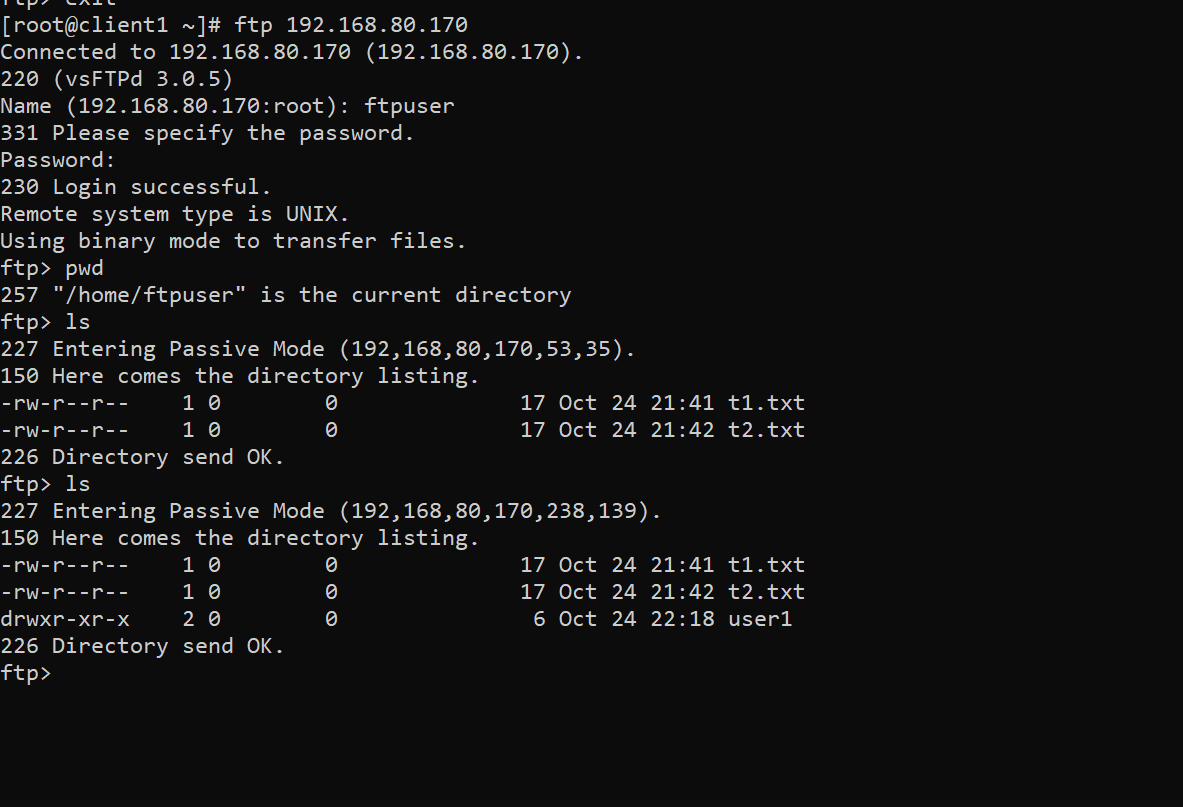 ftp> exit
[root@client1 ~]# ftp 192.168.80.170
Connected to 192.168.80.170 (192.168.80.170).
220 (vsFTPd 3.0.5)
Name (192.168.80.170:root): ftpuser
331 Please specify the password.
Password:
230 Login successful.
Remote system type is UNIX.
Using binary mode to transfer files.
ftp> pwd
257 "/home/ftpuser" is the current directory
ftp> ls
227 Entering Passive Mode (192,168,80,170,53,35).
150 Here comes the directory listing.
-rw-r--r--    1 0        0              17 Oct 24 21:41 t1.txt
-rw-r--r--    1 0        0              17 Oct 24 21:42 t2.txt
226 Directory send OK.
ftp> ls
227 Entering Passive Mode (192,168,80,170,238,139).
150 Here comes the directory listing.
-rw-r--r--    1 0        0              17 Oct 24 21:41 t1.txt
-rw-r--r--    1 0        0              17 Oct 24 21:42 t2.txt
drwxr-xr-x    2 0        0               6 Oct 24 22:18 user1
226 Directory send OK.
ftp>